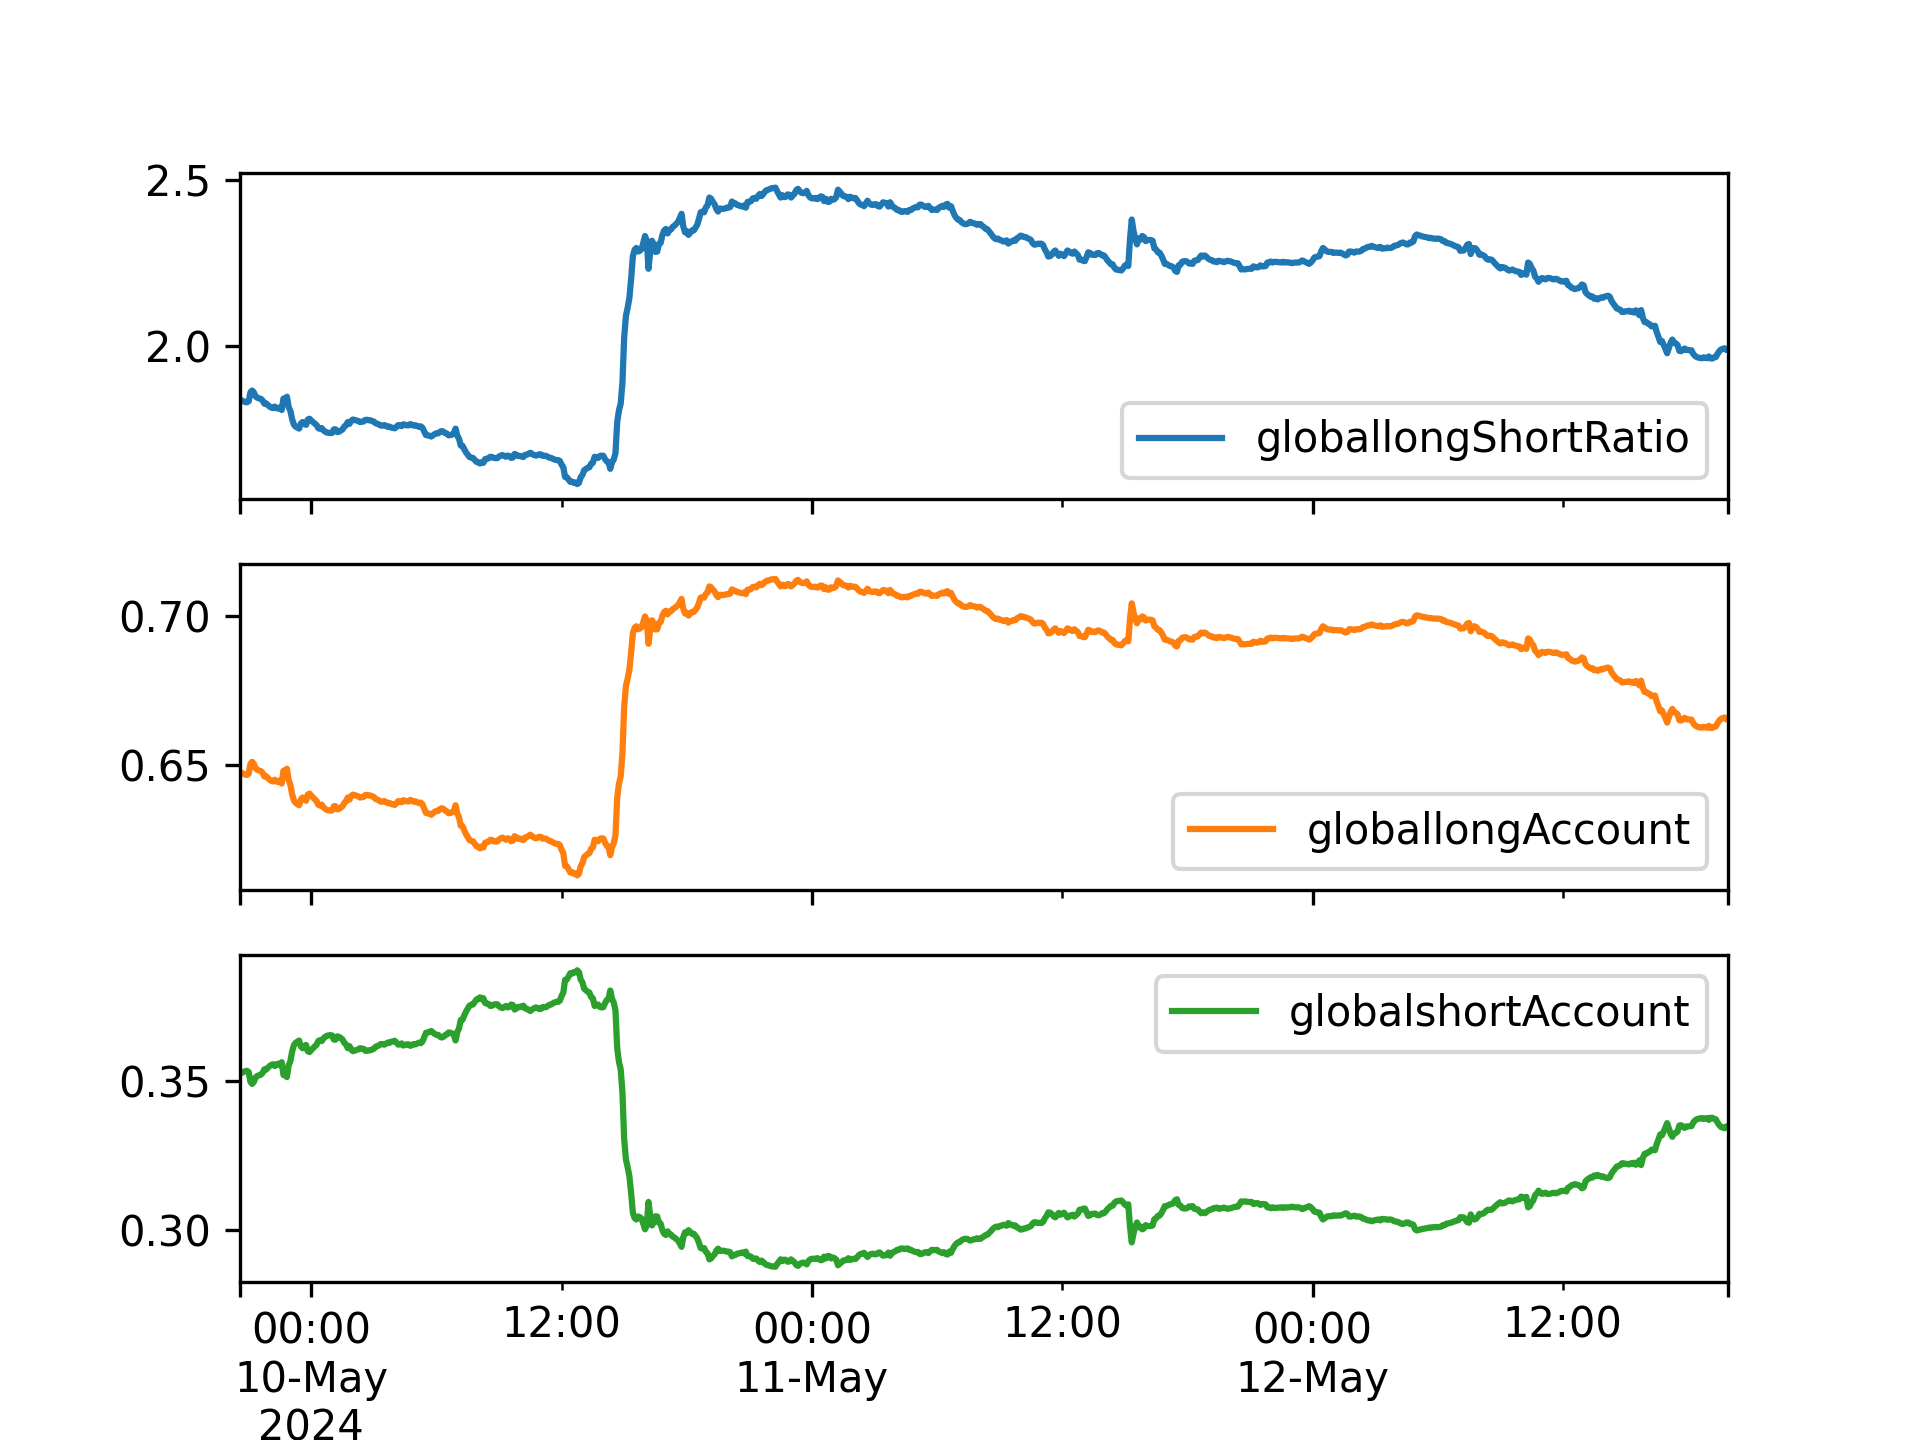 2.5
2.0
globallongShortRatio
0.70
0.65
globallongAccount
globalshortAccount
0.35
0.30
00:00 12:00 00:00 12:00 00:00 12:00
10-May 11-May 12-May
2024